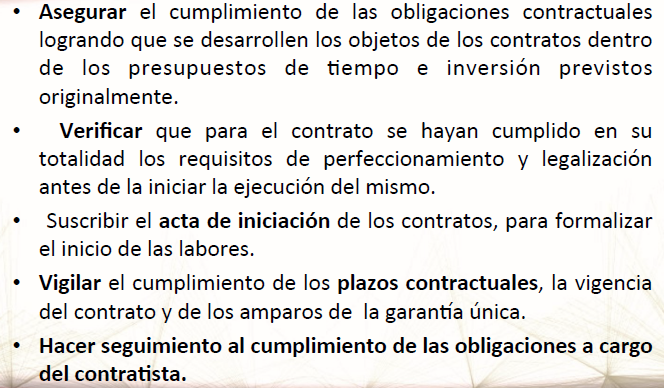 • Asegurar el cumplimiento de las obligaciones contractuales
logrando que se desarrollen los objetos de los contratos dentro
de los presupuestos de tiempo e inversión previstos
originalmente.
• Verificar que para el contrato se hayan cumplido en su
totalidad los requisitos de perfeccionamiento y legalización
antes de la iniciar la ejecución del mismo.
• Suscribir el acta de iniciación de los contratos, para formalizar
el inicio de las labores.
• Vigilar el cumplimiento de los plazos contractuales, la vigencia
del contrato y de los amparos de la garantía única.
• Hacer seguimiento al cumplimiento de las obligaciones a cargo
del contratista.